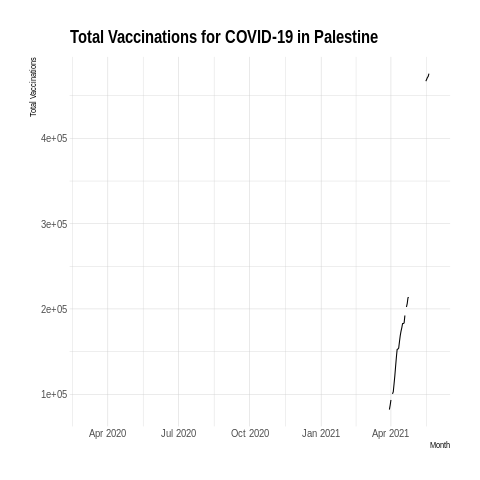 Total Vaccinations for COVID-19 in Palestine
Total Vaccinations
4e+05
3e+05
2e+05
1e+05
Apr 2020 Jul 2020 Oct 2020 Jan 2021 Apr 2021
Month